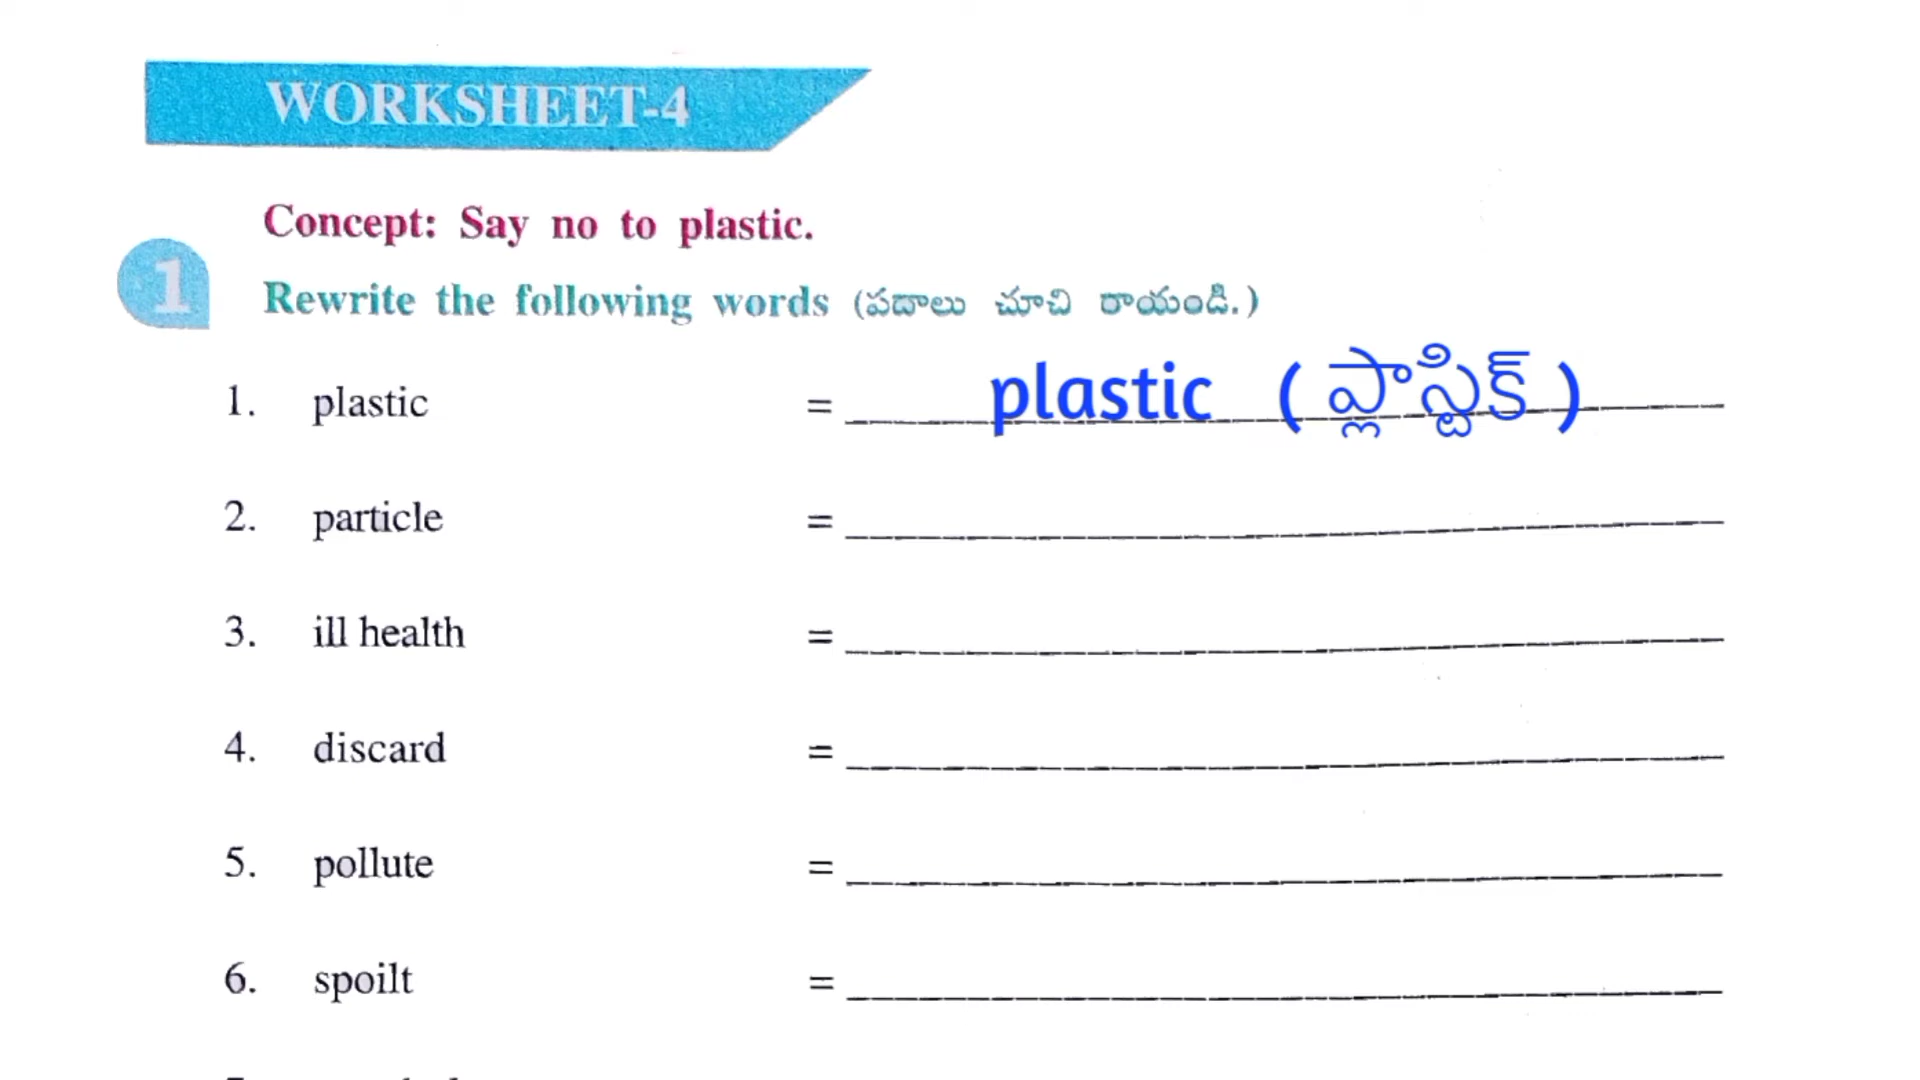 WORKSHEET-4
Concept: Say no to plastic.
1
Rewrite the following words (పదాలు చూచి రాయండి.)
1. plastic = plastic ( ప్లాస్టిక్ )
2. particle =
3. ill health =
4. discard =
5. pollute =
6. spoilt =